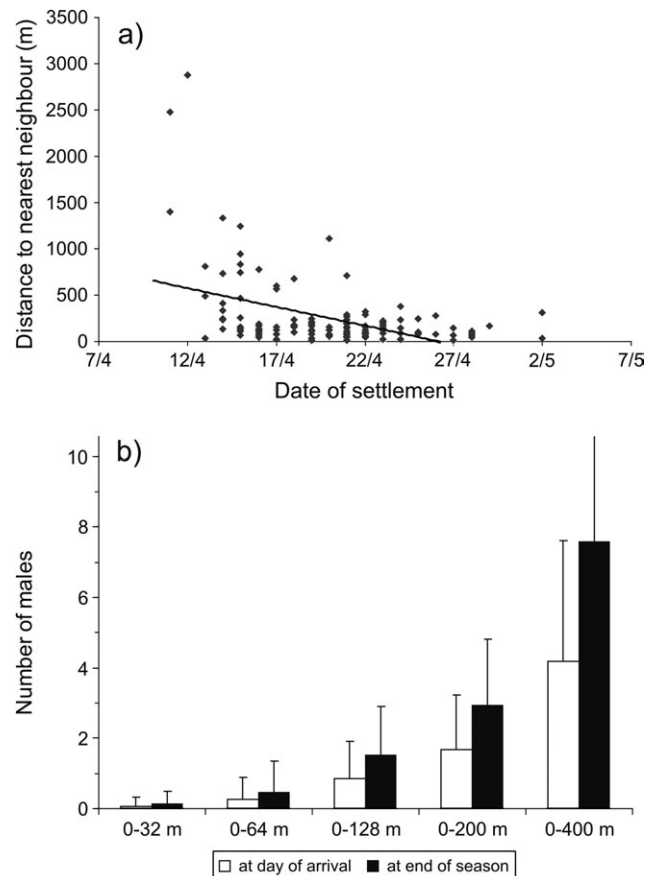 a)
Distance to nearest neighbour (m)
3500
3000
2500
2000
1500
1000
500
0
7/4 12/4 17/4 22/4 27/4 2/5 7/5
Date of settlement
b)
Number of males
10
8
6
4
2
0
0-32 m 0-64 m 0-128 m 0-200 m 0-400 m
at day of arrival at end of season